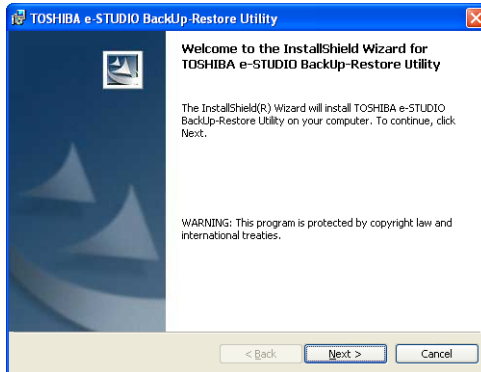 TOSHIBA e-STUDIO BackUp-Restore Utility
Welcome to the InstallShield Wizard for
TOSHIBA e-STUDIO BackUp-Restore Utility
The InstallShield(R) Wizard will install TOSHIBA e-STUDIO
BackUp-Restore Utility on your computer. To continue, click
Next.
WARNING: This program is protected by copyright law and
international treaties.
< Back
Next >
Cancel